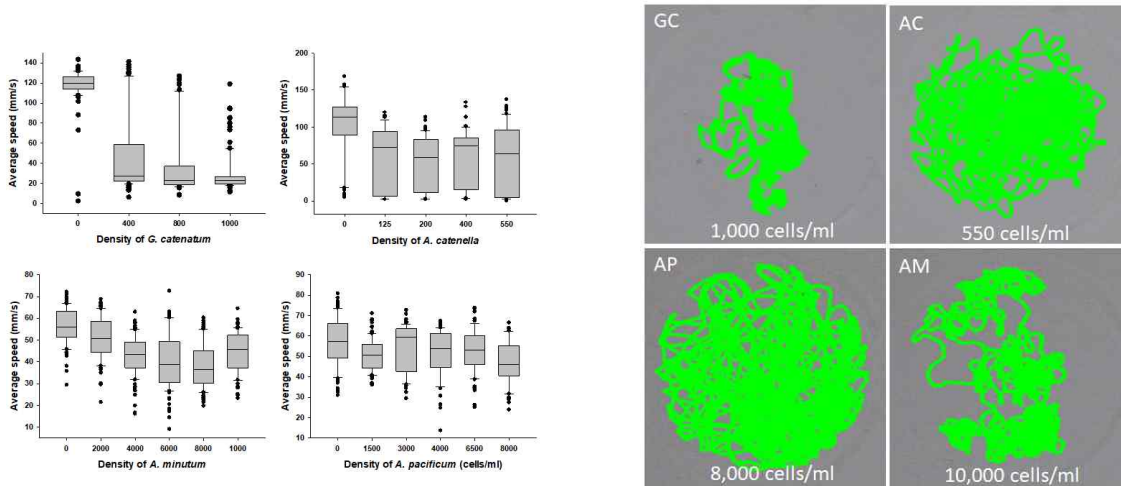 Average speed (mm/s)
140
120
100
80
60
40
20
0
0 400 800 1000
Density of G. catenatum
Average speed (mm/s)
200
150
100
50
0
0 125 200 400 550
Density of A. catenella
Average speed (mm/s)
80
70
60
50
40
30
20
10
0 2000 4000 6000 8000 1000
Density of A. minutum
Average speed (mm/s)
90
80
70
60
50
40
30
20
10
0 1500 3000 4000 6500 8000
Density of A. pacificum (cells/ml)
GC
1,000 cells/ml
AC
550 cells/ml
AP
8,000 cells/ml
AM
10,000 cells/ml